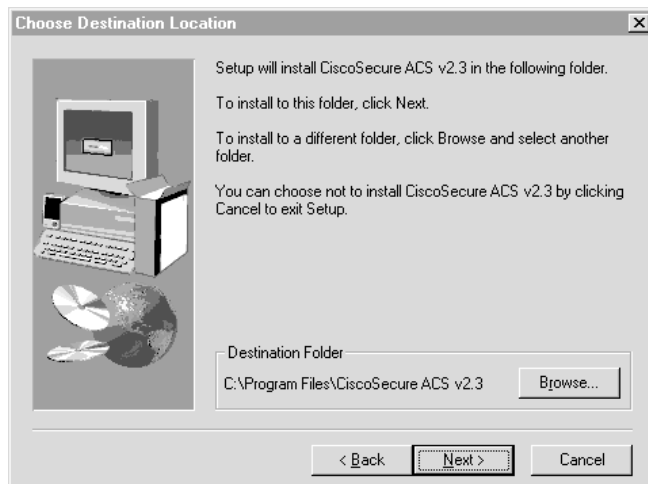 Choose Destination Location
Setup will install CiscoSecure ACS v2.3 in the following folder.
To install to this folder, click Next.
To install to a different folder, click Browse and select another
folder.
You can choose not to install CiscoSecure ACS v2.3 by clicking
Cancel to exit Setup.
Destination Folder
C:\Program Files\CiscoSecure ACS v2.3
Browse...
< Back
Next >
Cancel